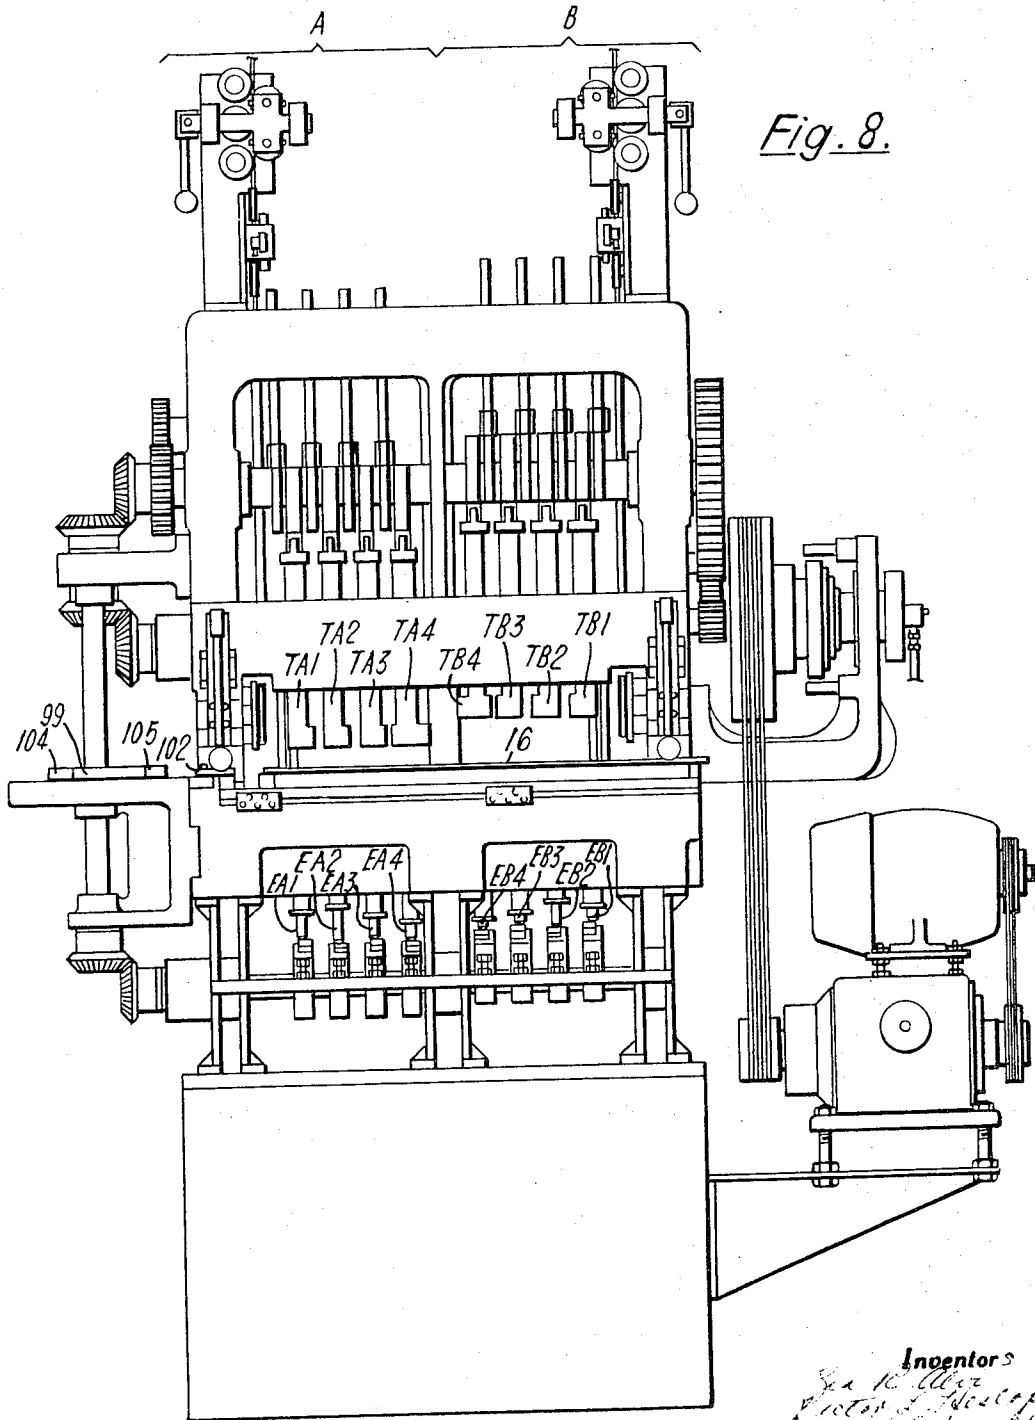 A B
Fig. 8.
TA1 TA2 TA3 TA4 TB4 TB3 TB2 TB1
104 99 105 102 16
EA1 EA2 EA3 EA4 EB4 EB3 EB2 EB1
Inventors
Victor